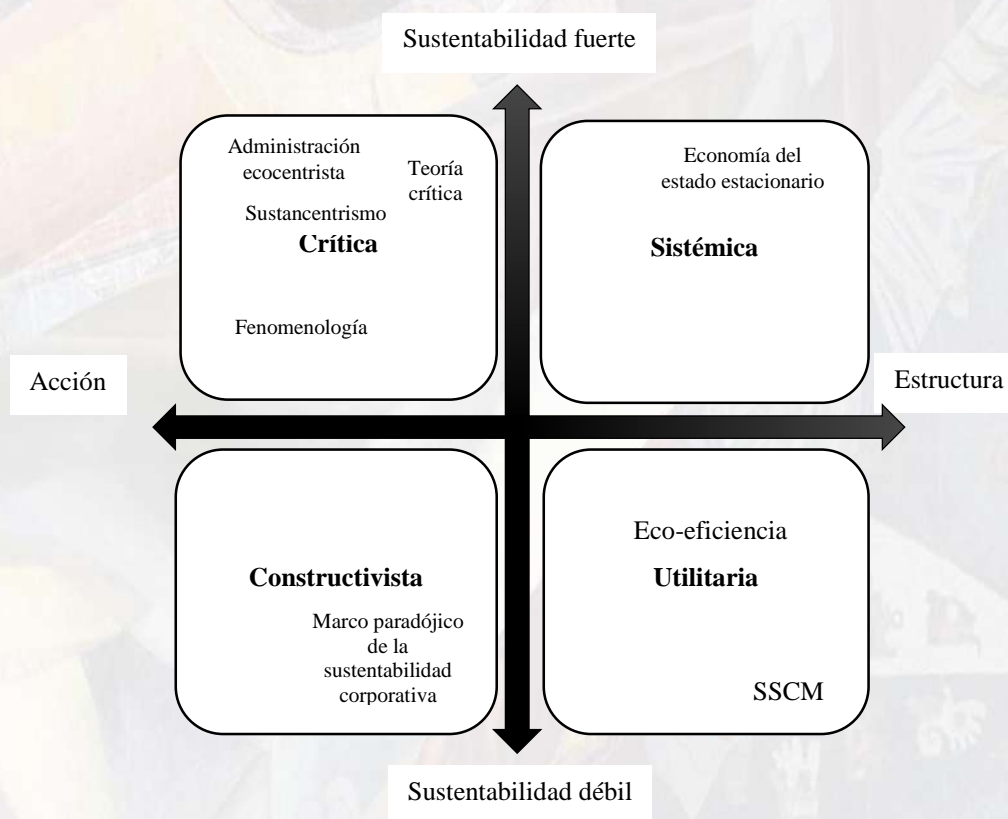 Sustentabilidad fuerte
Administración
ecocentrista
Teoría
crítica
Sustancentrismo
Crítica
Fenomenología
Economía del
estado estacionario
Sistémica
Acción
Estructura
Constructivista
Marco paradójico
de la
sustentabilidad
corporativa
Eco-eficiencia
Utilitaria
SSCM
Sustentabilidad débil